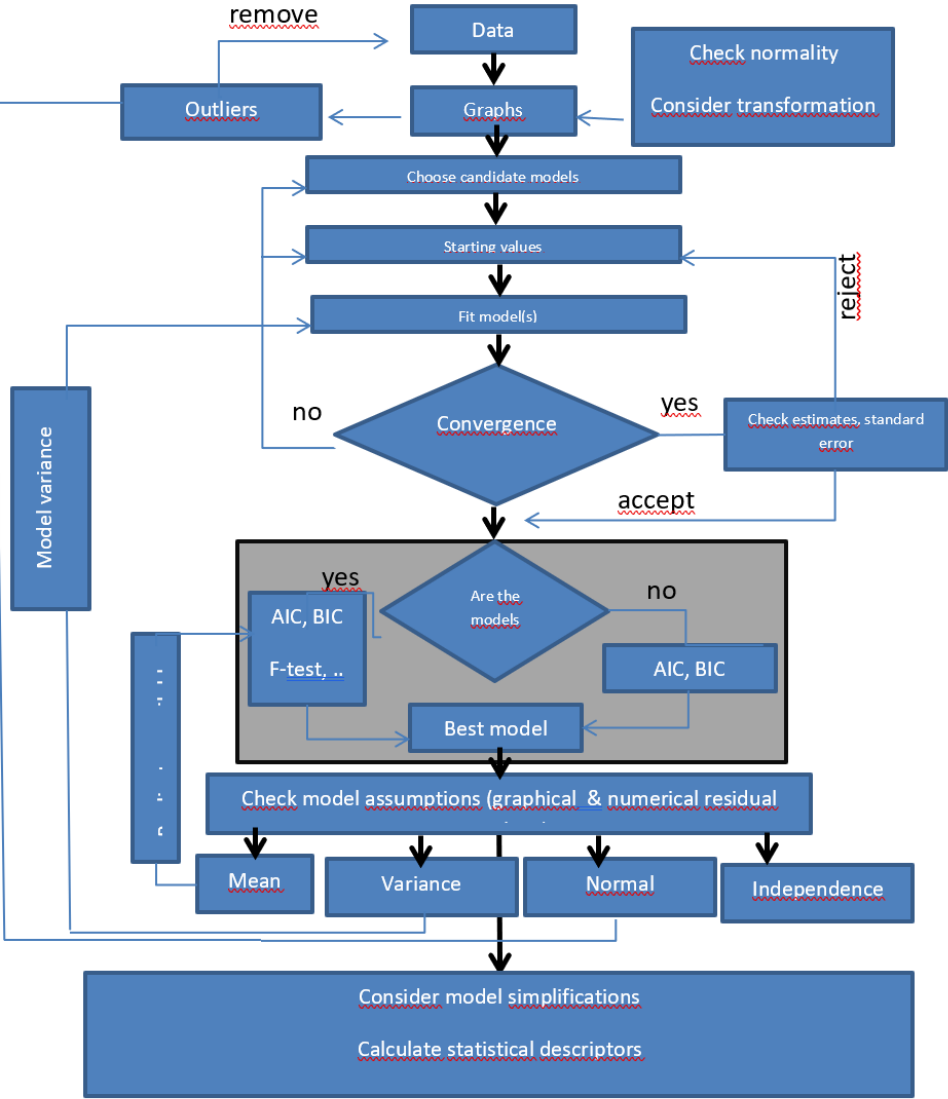 remove
Data
Check normality
Consider transformation
Outliers
Graphs
Choose candidate models
Starting values
reject
Fit model(s)
no
Convergence
yes
Check estimates, standard
error
Model variance
accept
yes
Are the
models
no
AIC, BIC
F-test, ..
AIC, BIC
Best model
Check model assumptions (graphical & numerical residual
Mean
Variance
Normal
Independence
Consider model simplifications
Calculate statistical descriptors